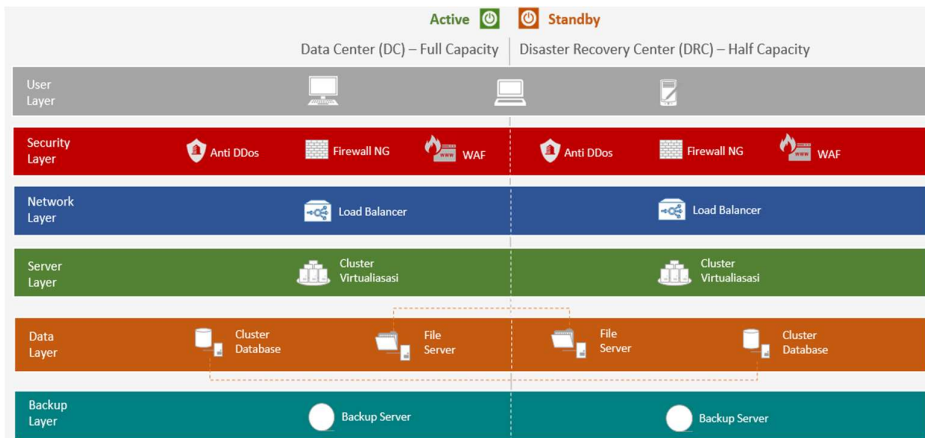 Active
Standby
Data Center (DC) – Full Capacity
Disaster Recovery Center (DRC) – Half Capacity
User
Layer
Security
Layer
Anti DDos
Firewall NG
WWW
WAF
Anti DDos
Firewall NG
WWW
WAF
Network
Layer
Load Balancer
Load Balancer
Server
Layer
Cluster
Virtualiasasi
Cluster
Virtualiasasi
Data
Layer
Cluster
Database
File
Server
File
Server
Cluster
Database
Backup
Layer
Backup Server
Backup Server